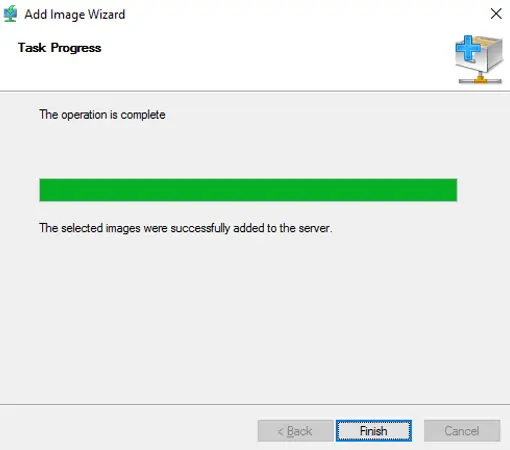 Add Image Wizard
Task Progress
The operation is complete
The selected images were successfully added to the server.
< Back
Finish
Cancel